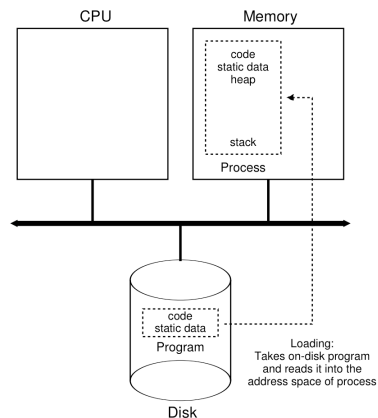 CPU
Memory
code
static data
heap
stack
Process
code
static data
Program
Loading:
Takes on-disk program
and reads it into the
address space of process
Disk